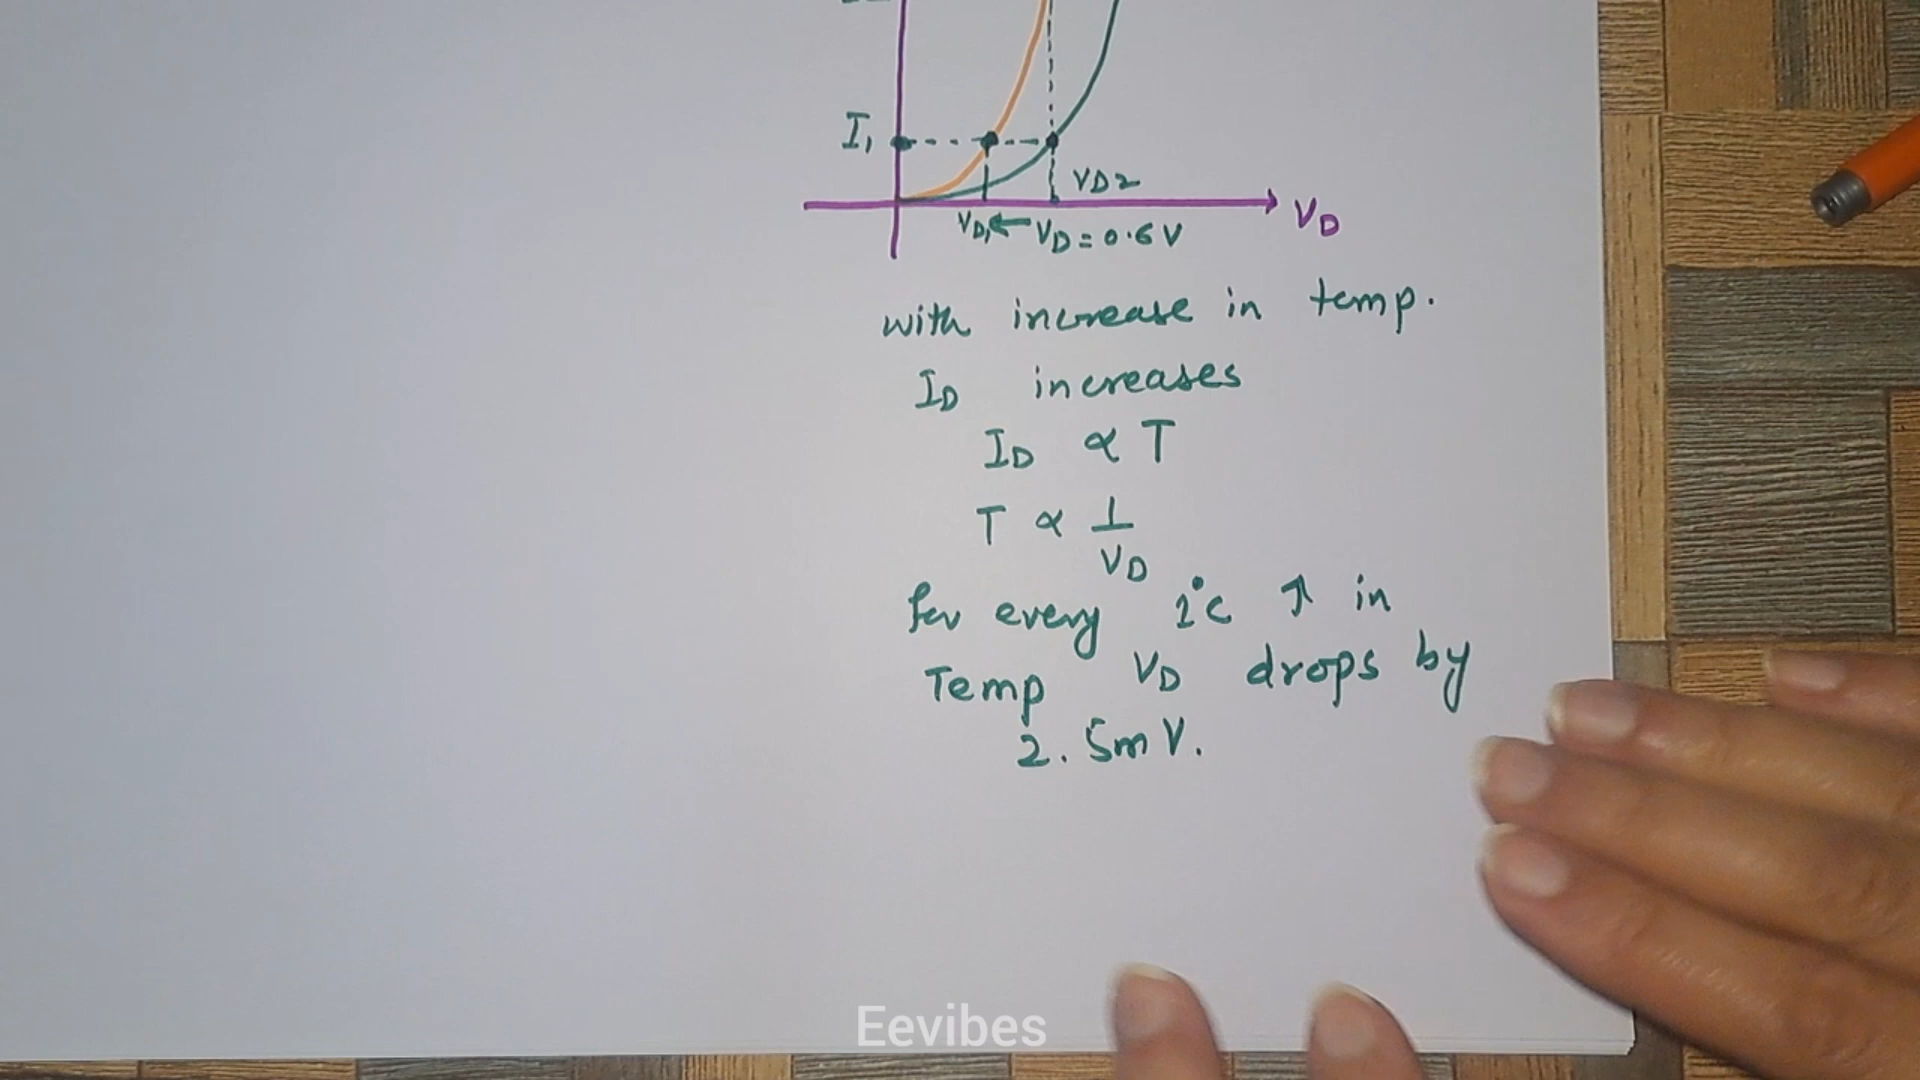 I1
VD2
VD1 ← VD = 0.6 V
VD
with increase in temp.
ID increases
ID ∝ T
T ∝ 1/VD
for every 1°C ↑ in
Temp VD drops by
2.5mV.
Eevibes